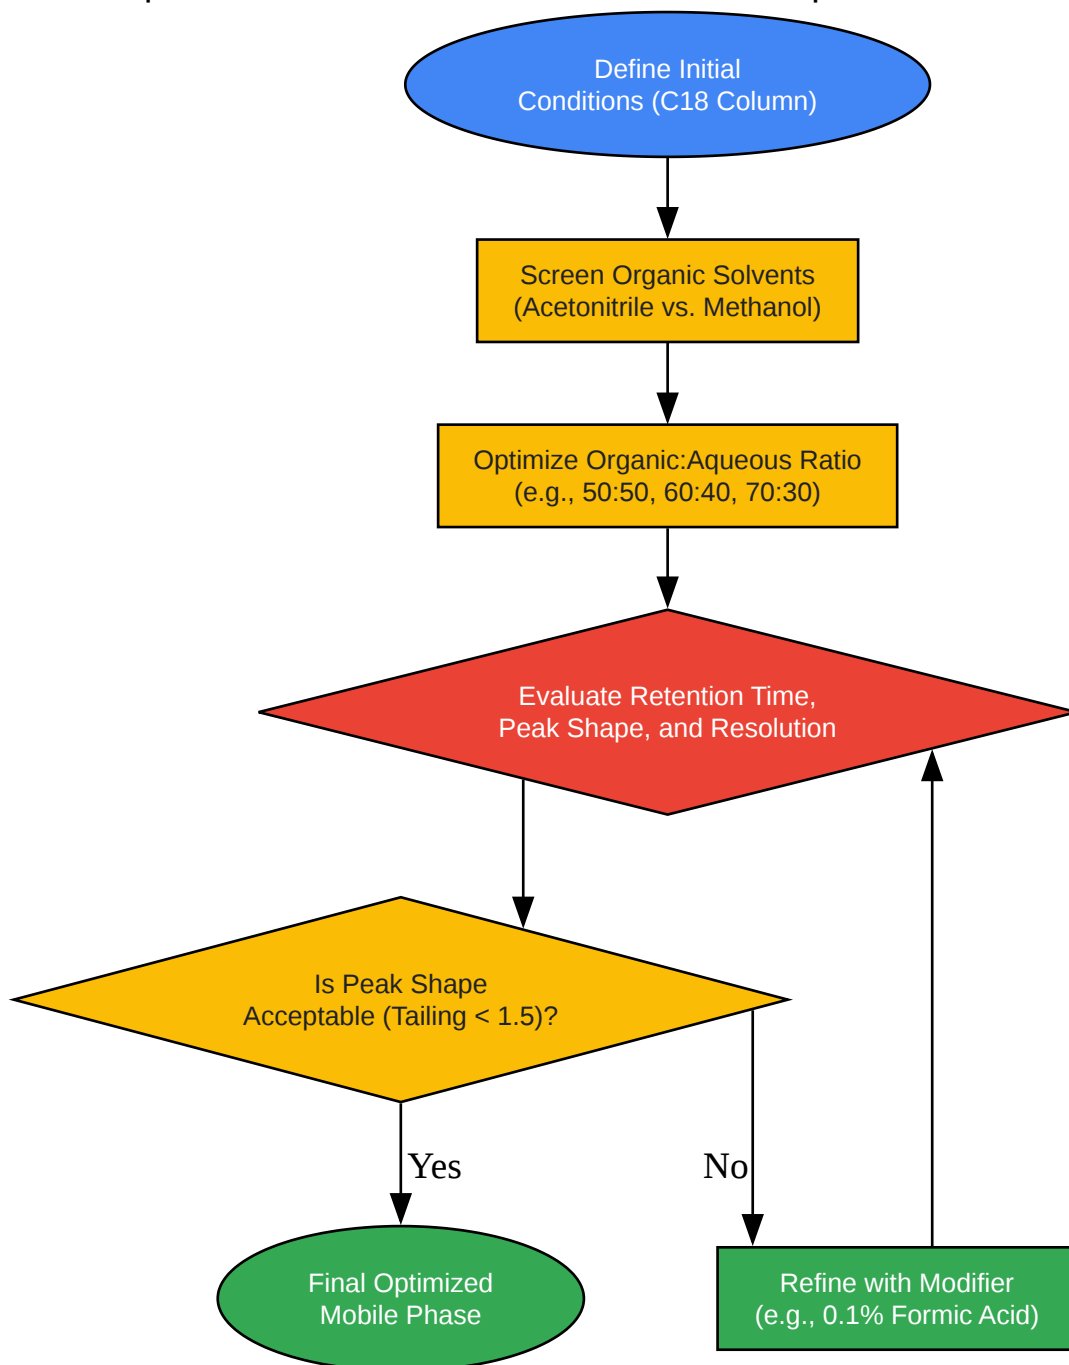 Define Initial
Conditions (C18 Column)
Screen Organic Solvents
(Acetonitrile vs. Methanol)
Optimize Organic:Aqueous Ratio
(e.g., 50:50, 60:40, 70:30)
Evaluate Retention Time,
Peak Shape, and Resolution
Is Peak Shape
Acceptable (Tailing < 1.5)?
Yes
No
Final Optimized
Mobile Phase
Refine with Modifier
(e.g., 0.1% Formic Acid)